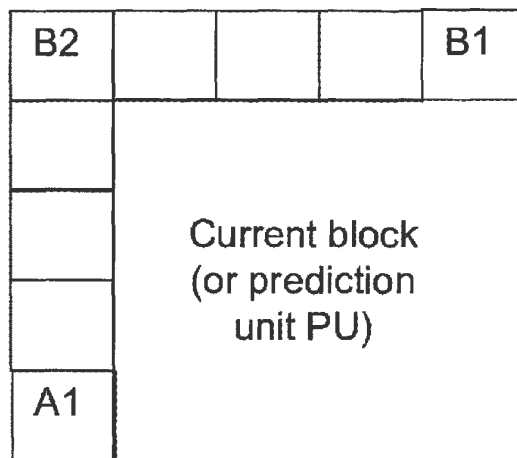 B2
B1
Current block
(or prediction
unit PU)
A1